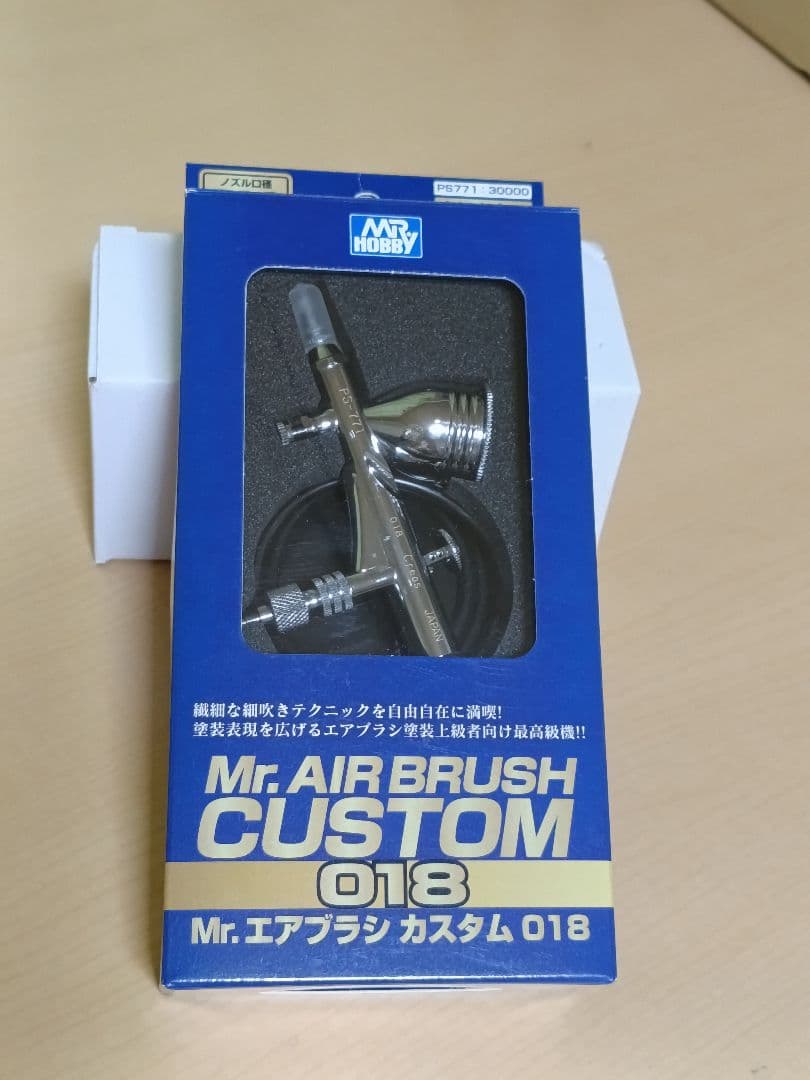 ノズル口径
PS771：30000
MR.
HOBBY
PS-771
018
Creos
JAPAN
繊細な細吹きテクニックを自由自在に満喫!
塗装表現を広げるエアブラシ塗装上級者向け最高級機!!
Mr. AIR BRUSH
CUSTOM
018
Mr.エアブラシ カスタム 018